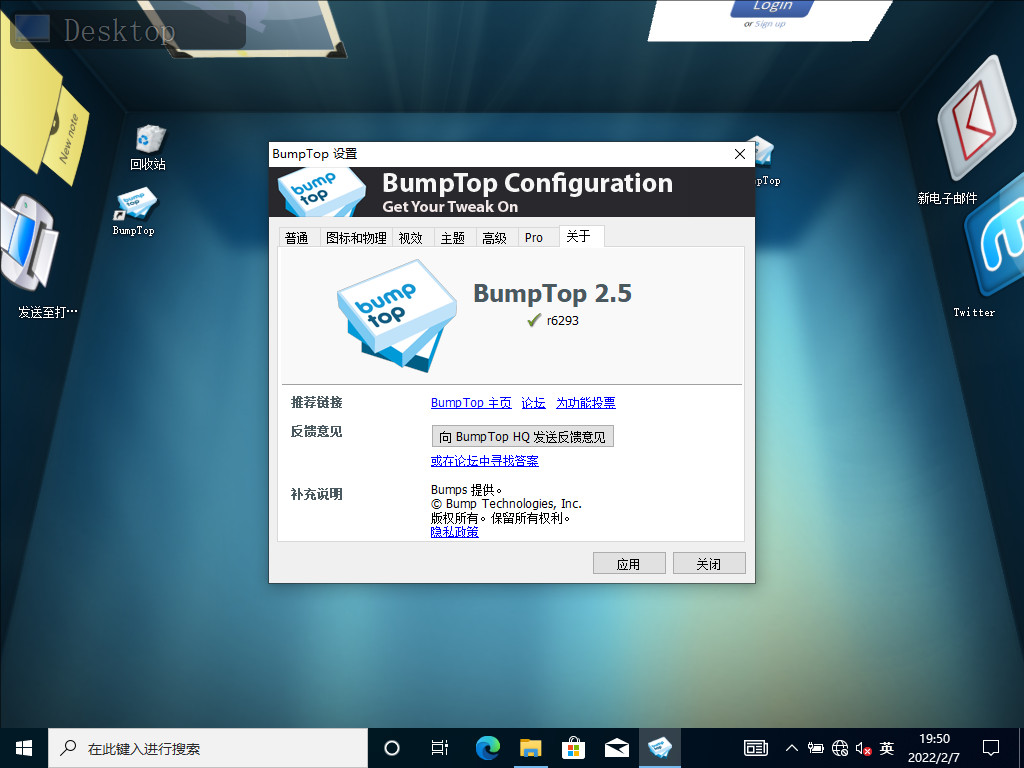 Desktop
Login
or Sign up
New note
回收站
BumpTop
发送至打…
新电子邮件
Twitter
BumpTop 设置
bump
top
BumpTop Configuration
Get Your Tweak On
普通 图标和物理 视效 主题 高级 Pro 关于
bump
top
BumpTop 2.5
r6293
推荐链接 BumpTop 主页 论坛 为功能投票
反馈意见 向 BumpTop HQ 发送反馈意见
或在论坛中寻找答案
补充说明 Bumps 提供。
© Bump Technologies, Inc.
版权所有。保留所有权利。
隐私政策
应用 关闭
在此键入进行搜索
英
19:50
2022/2/7